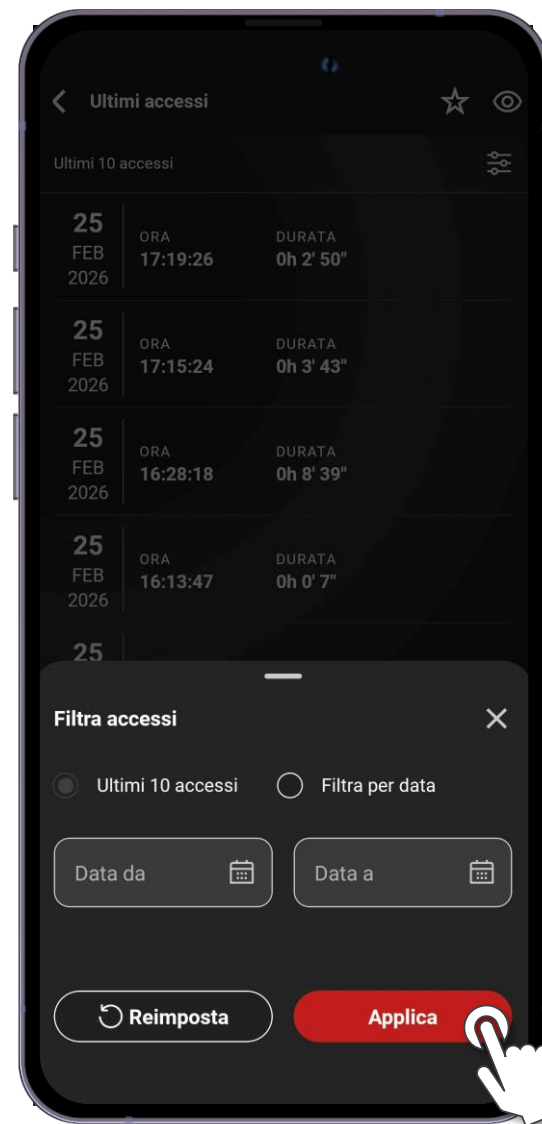 Ultimi accessi
Ultimi 10 accessi
25
FEB
2026
ORA
17:19:26
DURATA
0h 2' 50"
25
FEB
2026
ORA
17:15:24
DURATA
0h 3' 43"
25
FEB
2026
ORA
16:28:18
DURATA
0h 8' 39"
25
FEB
2026
ORA
16:13:47
DURATA
0h 0' 7"
25
Filtra accessi
Ultimi 10 accessi
Filtra per data
Data da
Data a
Reimposta
Applica